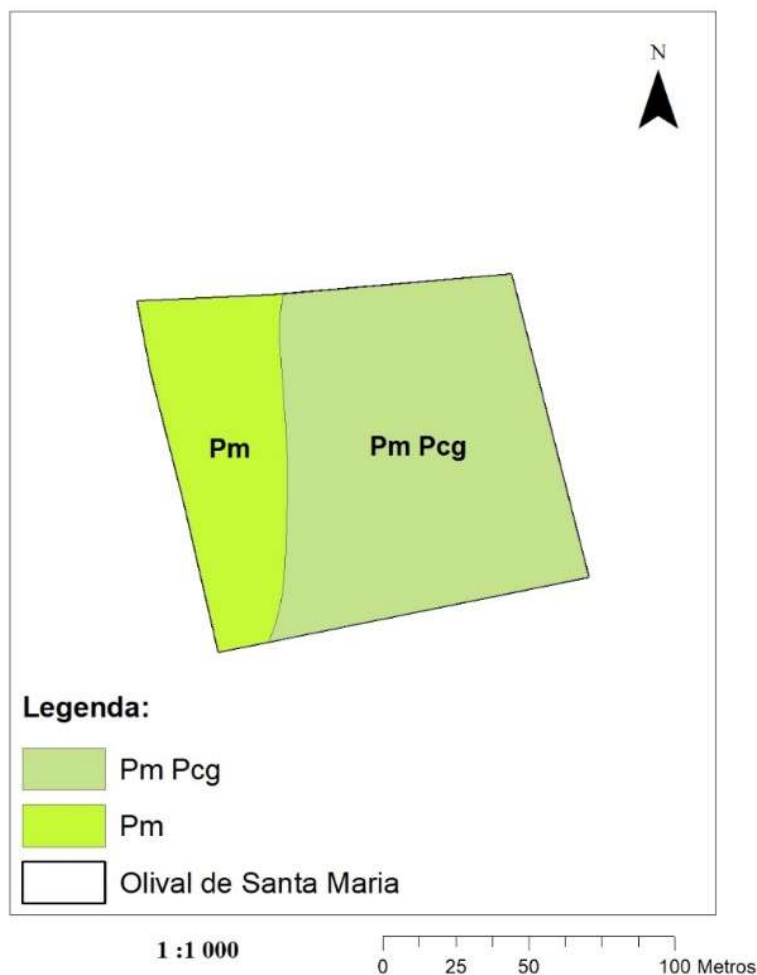 N
Pm
Pm Pcg
Legenda:
Pm Pcg
Pm
Olival de Santa Maria
1 :1 000
0 25 50 100 Metros